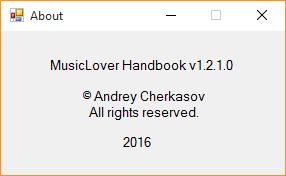 About
MusicLover Handbook v1.2.1.0
© Andrey Cherkasov
All rights reserved.
2016